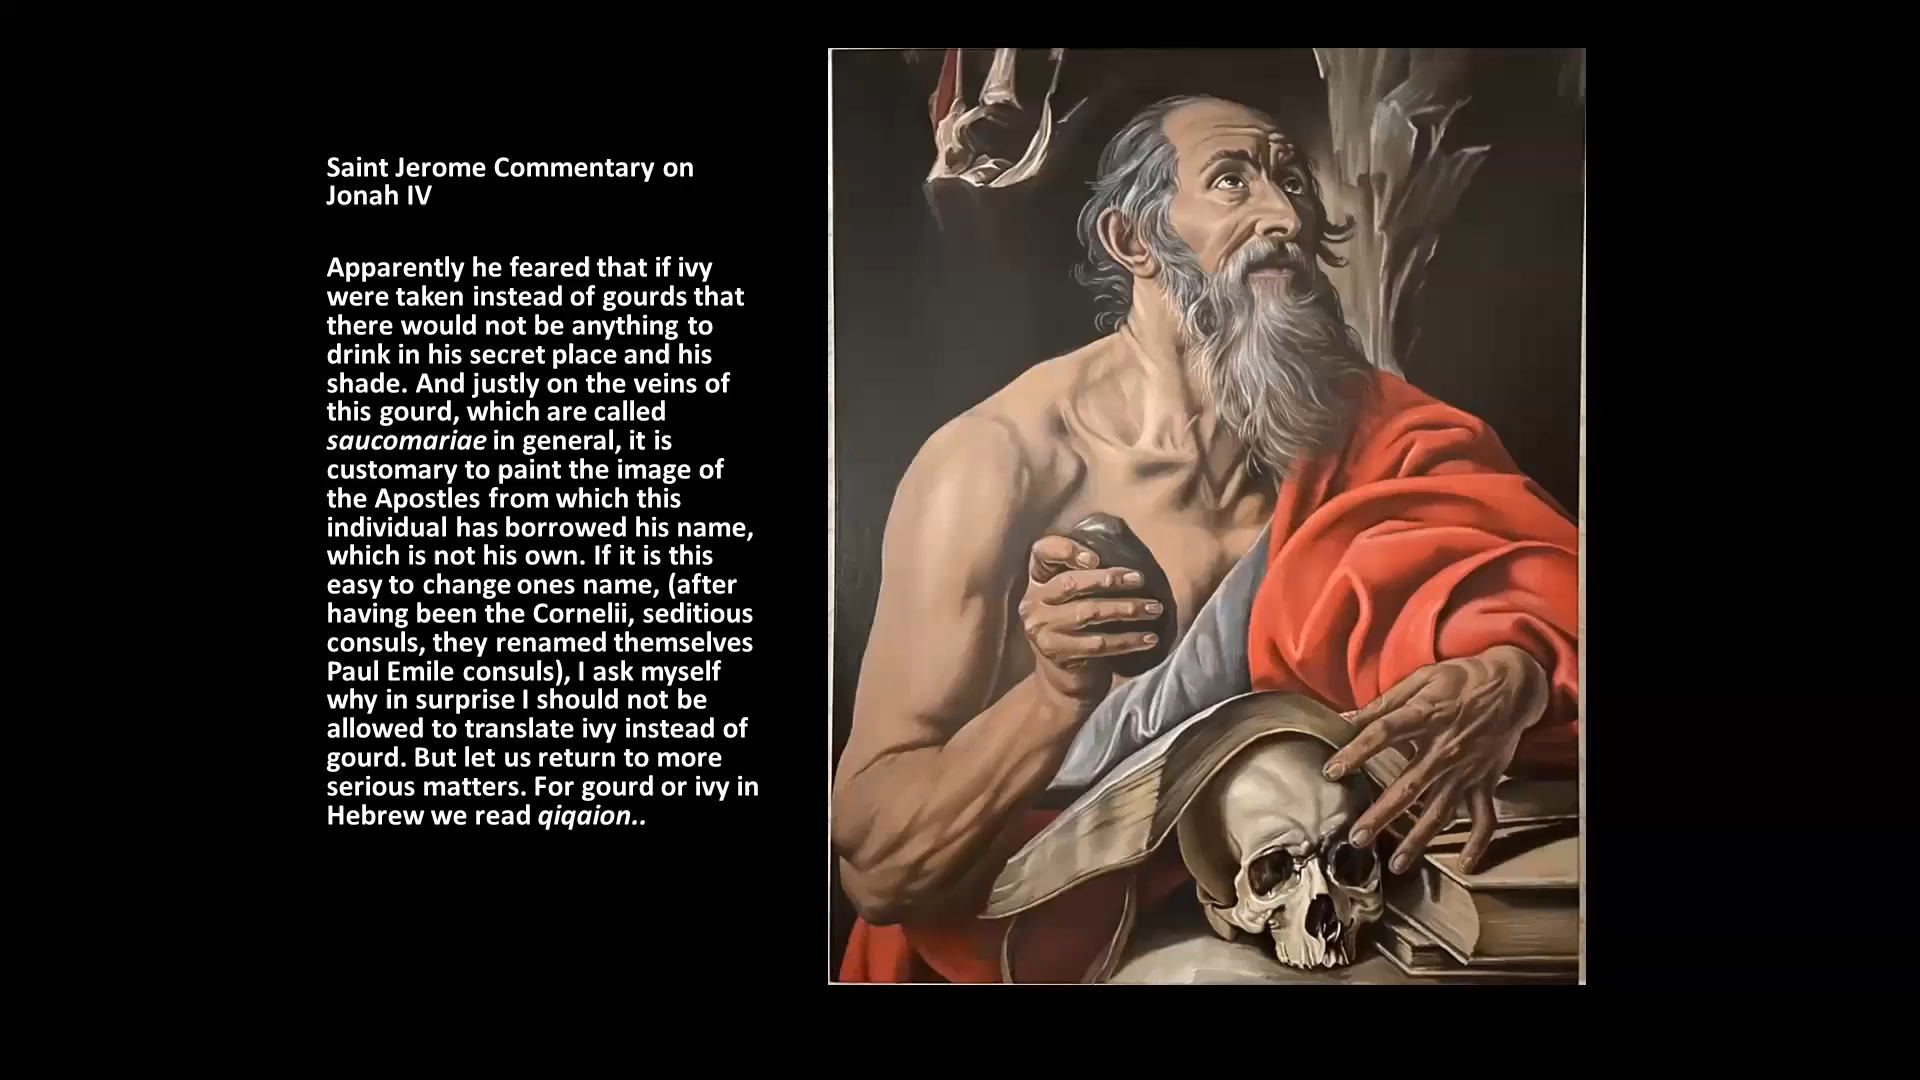 Saint Jerome Commentary on
Jonah IV
Apparently he feared that if ivy
were taken instead of gourds that
there would not be anything to
drink in his secret place and his
shade. And justly on the veins of
this gourd, which are called
saucomariae in general, it is
customary to paint the image of
the Apostles from which this
individual has borrowed his name,
which is not his own. If it is this
easy to change ones name, (after
having been the Cornelii, seditious
consuls, they renamed themselves
Paul Emile consuls), I ask myself
why in surprise I should not be
allowed to translate ivy instead of
gourd. But let us return to more
serious matters. For gourd or ivy in
Hebrew we read qiqaion..